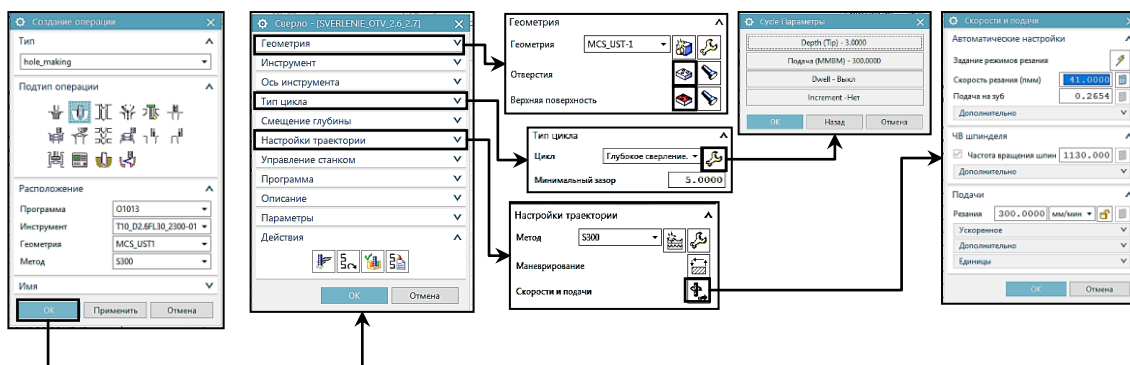 Создание операции
Тип
hole_making
Подтип операции
Расположение
Программа O1013
Инструмент T10_D2.6FL30_2300-01
Геометрия MCS_UST1
Метод S300
Имя
OK Применить Отмена
Сверло - [SVERLENIE_OTV_2.6_2.7]
Геометрия
Инструмент
Ось инструмента
Тип цикла
Смещение глубины
Настройки траектории
Управление станком
Программа
Описание
Параметры
Действия
OK Отмена
Геометрия
Геометрия MCS_UST-1
Отверстия
Верхняя поверхность
Тип цикла
Цикл Глубокое сверление.
Минимальный зазор 5.0000
Настройки траектории
Метод S300
Маневрирование
Скорости и подачи
Cycle Параметры
Depth (Tip) - 3.0000
Подача (MMBM) - 300.0000
Dwell - Выкл
Increment -Нет
OK Назад Отмена
Скорости и подачи
Автоматические настройки
Задание режимов резания
Скорость резания (пмм) 41.0000
Подача на зуб 0.2654
Дополнительно
ЧВ шпинделя
Частота вращения шпин 1130.000
Дополнительно
Подачи
Резания 300.0000 мм/мин
Ускоренное
Дополнительно
Единицы
OK Отмена